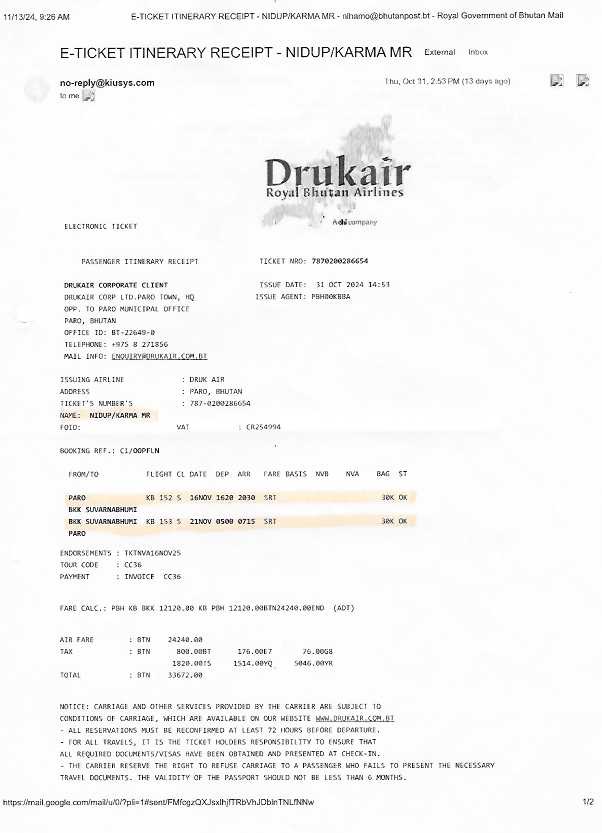 11/13/24, 9:26 AM E-TICKET ITINERARY RECEIPT - NIDUP/KARMA MR - nlhamo@bhutanpost.bt - Royal Government of Bhutan Mail
E-TICKET ITINERARY RECEIPT - NIDUP/KARMA MR External Inbox
no-reply@kiusys.com Thu, Oct 31, 2:53 PM (13 days ago)
to me
Drukair
Royal Bhutan Airlines
A dhi company
ELECTRONIC TICKET
PASSENGER ITINERARY RECEIPT TICKET NRO: 7870200286654
DRUKAIR CORPORATE CLIENT ISSUE DATE: 31 OCT 2024 14:53
DRUKAIR CORP LTD.PARO TOWN, HQ ISSUE AGENT: PBH00KBBA
OPP. TO PARO MUNICIPAL OFFICE
PARO, BHUTAN
OFFICE ID: BT-22649-0
TELEPHONE: +975 8 271856
MAIL INFO: ENQUIRY@DRUKAIR.COM.BT
ISSUING AIRLINE : DRUK AIR
ADDRESS : PARO, BHUTAN
TICKET'S NUMBER'S : 787-0200286654
NAME: NIDUP/KARMA MR
FOID: VAT : CR254994
BOOKING REF.: C1/OOPFLN
FROM/TO FLIGHT CL DATE DEP ARR FARE BASIS NVB NVA BAG ST
PARO KB 152 S 16NOV 1620 2030 SRT 30K OK
BKK SUVARNABHUMI
BKK SUVARNABHUMI KB 153 S 21NOV 0500 0715 SRT 30K OK
PARO
ENDORSEMENTS : TKTNVA16NOV25
TOUR CODE : CC36
PAYMENT : INVOICE CC36
FARE CALC.: PBH KB BKK 12120.00 KB PBH 12120.00BTN24240.00END (ADT)
AIR FARE : BTN 24240.00
TAX : BTN 800.00BT 176.00E7 76.00G8
1820.00TS 1514.00YQ 5046.00YR
TOTAL : BTN 33672.00
NOTICE: CARRIAGE AND OTHER SERVICES PROVIDED BY THE CARRIER ARE SUBJECT TO
CONDITIONS OF CARRIAGE, WHICH ARE AVAILABLE ON OUR WEBSITE WWW.DRUKAIR.COM.BT
- ALL RESERVATIONS MUST BE RECONFIRMED AT LEAST 72 HOURS BEFORE DEPARTURE.
- FOR ALL TRAVELS, IT IS THE TICKET HOLDERS RESPONSIBILITY TO ENSURE THAT
ALL REQUIRED DOCUMENTS/VISAS HAVE BEEN OBTAINED AND PRESENTED AT CHECK-IN.
- THE CARRIER RESERVE THE RIGHT TO REFUSE CARRIAGE TO A PASSENGER WHO FAILS TO PRESENT THE NECESSARY
TRAVEL DOCUMENTS. THE VALIDITY OF THE PASSPORT SHOULD NOT BE LESS THAN 6 MONTHS.
https://mail.google.com/mail/u/0/?pli=1#sent/FMfcgzQXJsxlhjfTRbVhJDblnTNLfNNw 1/2